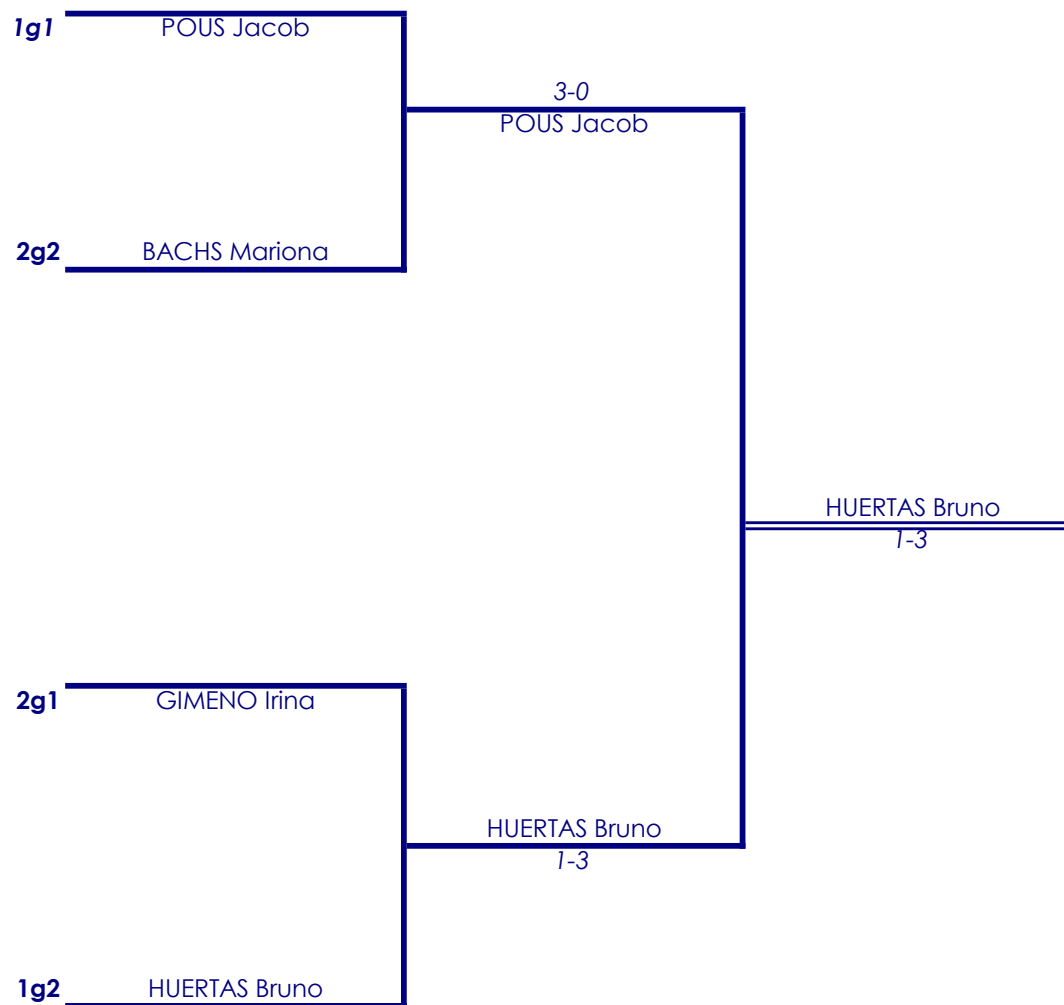 1g1 POUS Jacob
3-0
POUS Jacob
2g2 BACHS Mariona
HUERTAS Bruno
1-3
2g1 GIMENO Irina
HUERTAS Bruno
1-3
1g2 HUERTAS Bruno